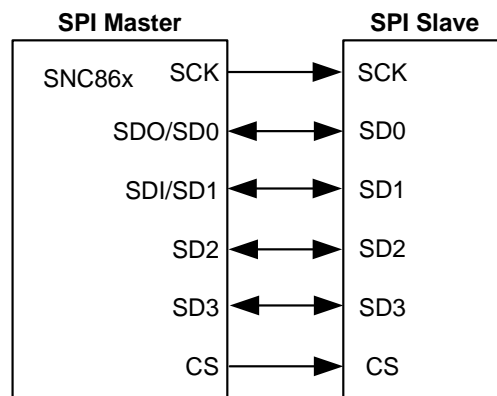 SPI Master SPI Slave
SNC86x SCK SCK
SDO/SD0 SD0
SDI/SD1 SD1
SD2 SD2
SD3 SD3
CS CS